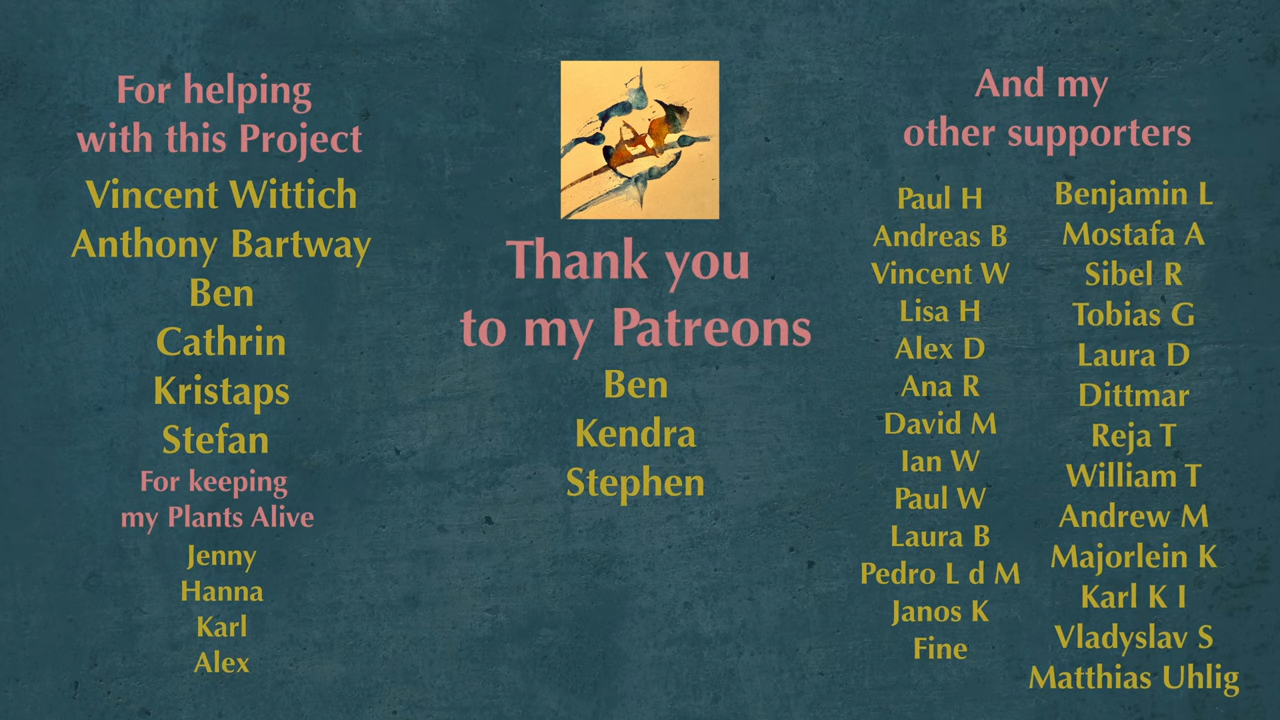 For helping
with this Project
Vincent Wittich
Anthony Bartway
Ben
Cathrin
Kristaps
Stefan
For keeping
my Plants Alive
Jenny
Hanna
Karl
Alex
Thank you
to my Patreons
Ben
Kendra
Stephen
And my
other supporters
Paul H
Andreas B
Vincent W
Lisa H
Alex D
Ana R
David M
Ian W
Paul W
Laura B
Pedro L d M
Janos K
Fine
Benjamin L
Mostafa A
Sibel R
Tobias G
Laura D
Dittmar
Reja T
William T
Andrew M
Majorlein K
Karl K I
Vladyslav S
Matthias Uhlig